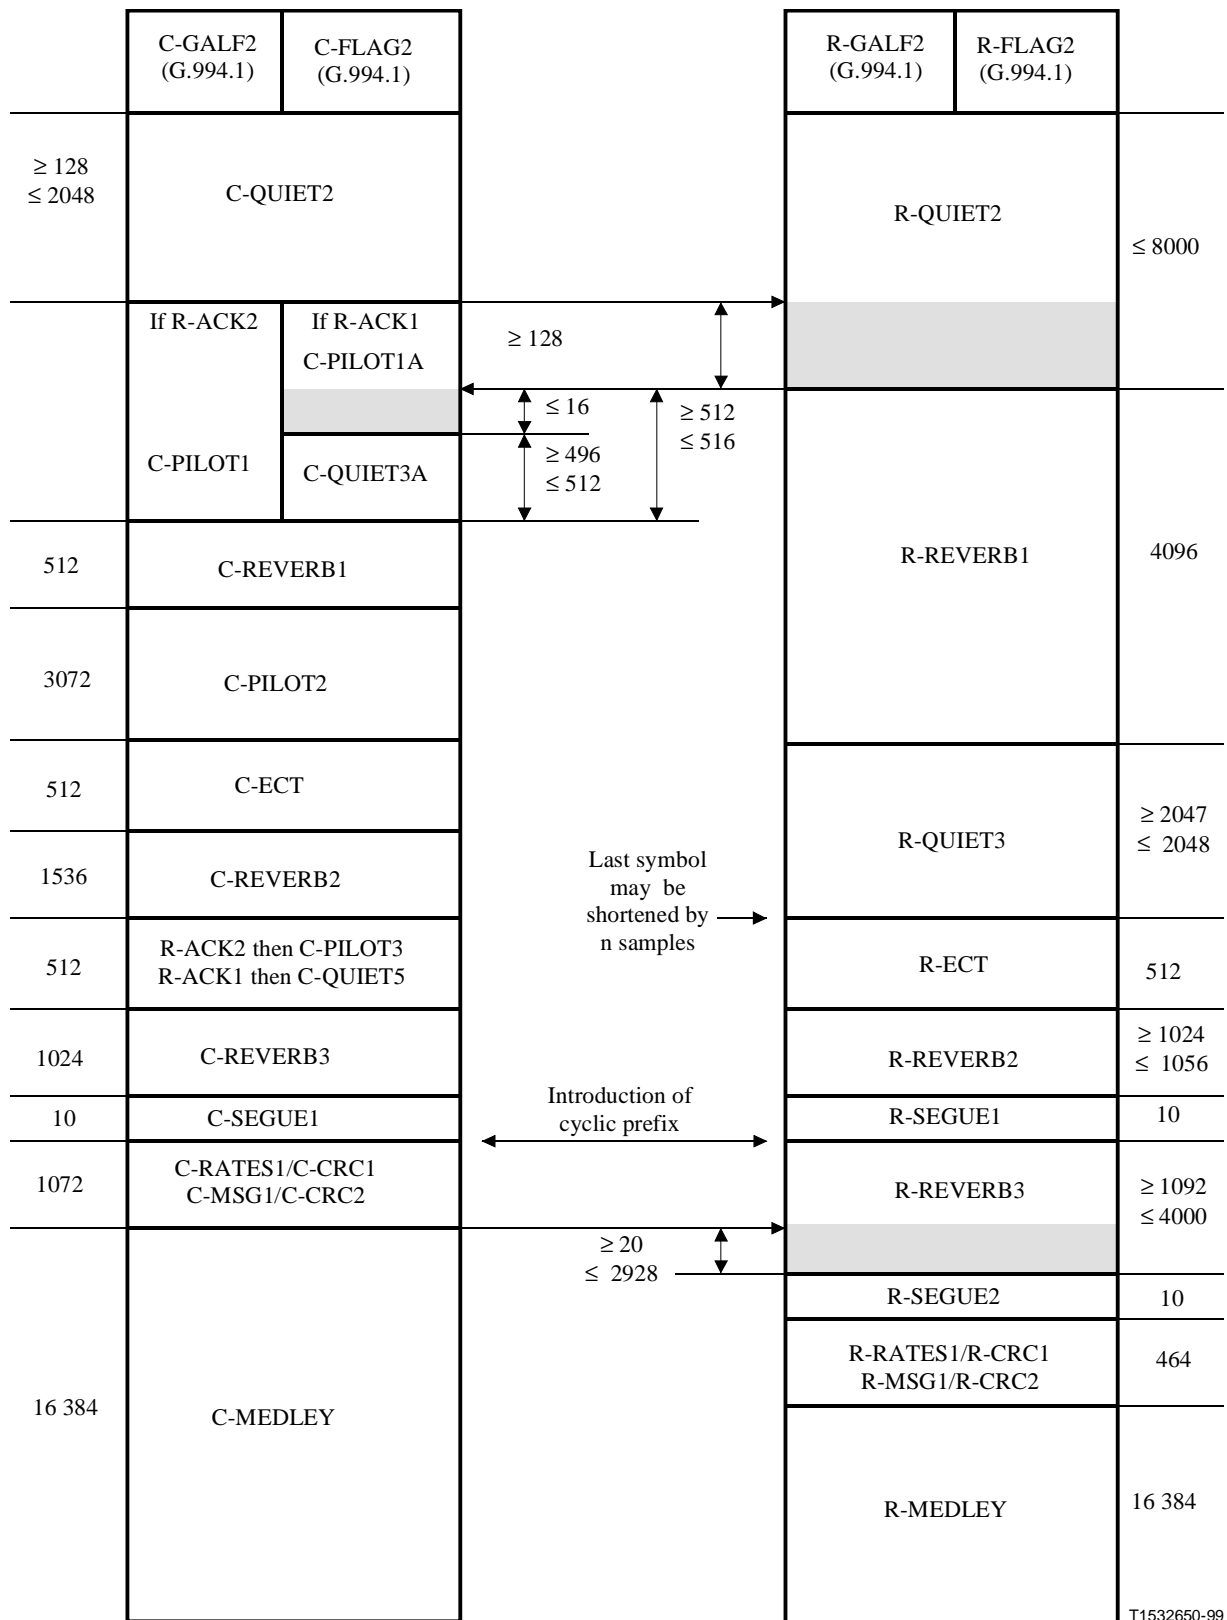 C-GALF2
(G.994.1)
C-FLAG2
(G.994.1)
R-GALF2
(G.994.1)
R-FLAG2
(G.994.1)
≥ 128
≤ 2048
C-QUIET2
R-QUIET2
≤ 8000
If R-ACK2
If R-ACK1
C-PILOT1A
≥ 128
≤ 16
≥ 512
≤ 516
C-PILOT1
C-QUIET3A
≥ 496
≤ 512
512
C-REVERB1
R-REVERB1
4096
3072
C-PILOT2
512
C-ECT
R-QUIET3
≥ 2047
≤ 2048
1536
C-REVERB2
Last symbol
may be
shortened by
n samples
512
R-ACK2 then C-PILOT3
R-ACK1 then C-QUIET5
R-ECT
512
1024
C-REVERB3
R-REVERB2
≥ 1024
≤ 1056
10
C-SEGUE1
Introduction of
cyclic prefix
R-SEGUE1
10
1072
C-RATES1/C-CRC1
C-MSG1/C-CRC2
R-REVERB3
≥ 1092
≤ 4000
≥ 20
≤ 2928
R-SEGUE2
10
R-RATES1/R-CRC1
R-MSG1/R-CRC2
464
16 384
C-MEDLEY
R-MEDLEY
16 384
T1532650-99